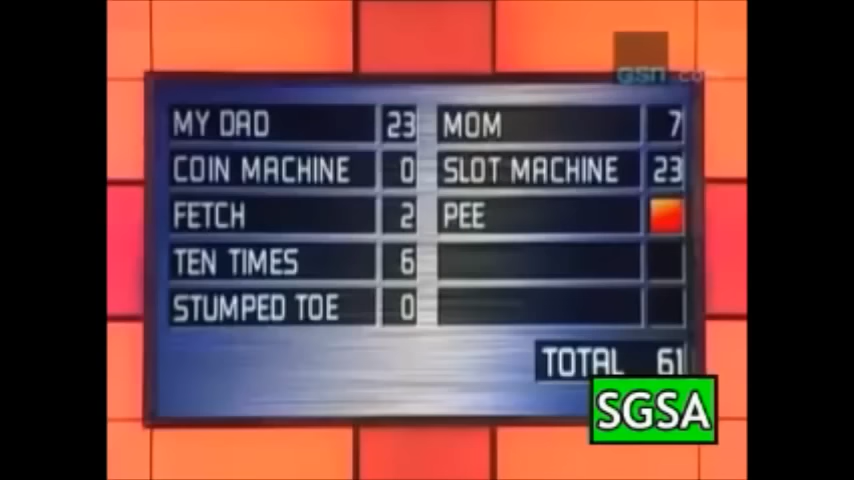 GSN.com
MY DAD 23 MOM 7
COIN MACHINE 0 SLOT MACHINE 23
FETCH 2 PEE
TEN TIMES 6
STUMPED TOE 0
TOTAL 61
SGSA